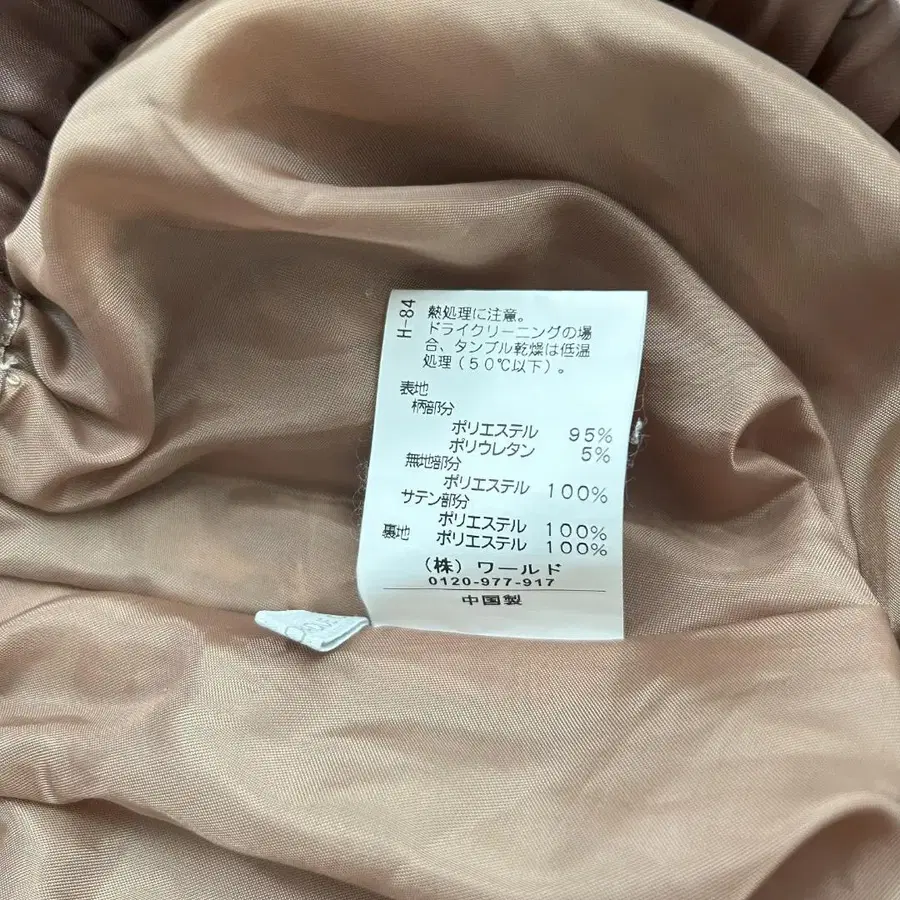 H-84
熱処理に注意。
ドライクリーニングの場
合、タンブル乾燥は低温
処理(50℃以下)。
表地
柄部分
ポリエステル 95%
ポリウレタン 5%
無地部分
ポリエステル 100%
サテン部分
ポリエステル 100%
裏地 ポリエステル 100%
(株)ワールド
0120-977-917
中国製